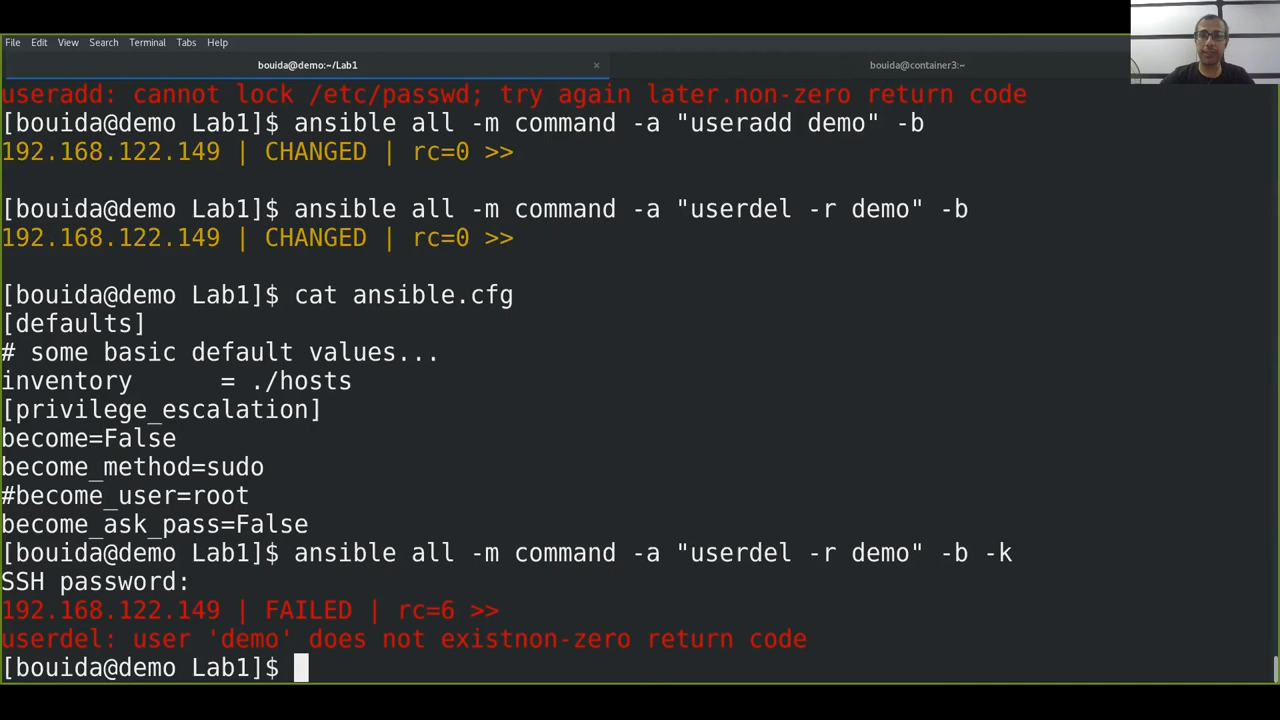 File Edit View Search Terminal Tabs Help
bouida@demo:~/Lab1 × bouida@container3:~
useradd: cannot lock /etc/passwd; try again later.non-zero return code
[bouida@demo Lab1]$ ansible all -m command -a "useradd demo" -b
192.168.122.149 | CHANGED | rc=0 >>
[bouida@demo Lab1]$ ansible all -m command -a "userdel -r demo" -b
192.168.122.149 | CHANGED | rc=0 >>
[bouida@demo Lab1]$ cat ansible.cfg
[defaults]
# some basic default values...
inventory      = ./hosts
[privilege_escalation]
become=False
become_method=sudo
#become_user=root
become_ask_pass=False
[bouida@demo Lab1]$ ansible all -m command -a "userdel -r demo" -b -k
SSH password:
192.168.122.149 | FAILED | rc=6 >>
userdel: user 'demo' does not existnon-zero return code
[bouida@demo Lab1]$